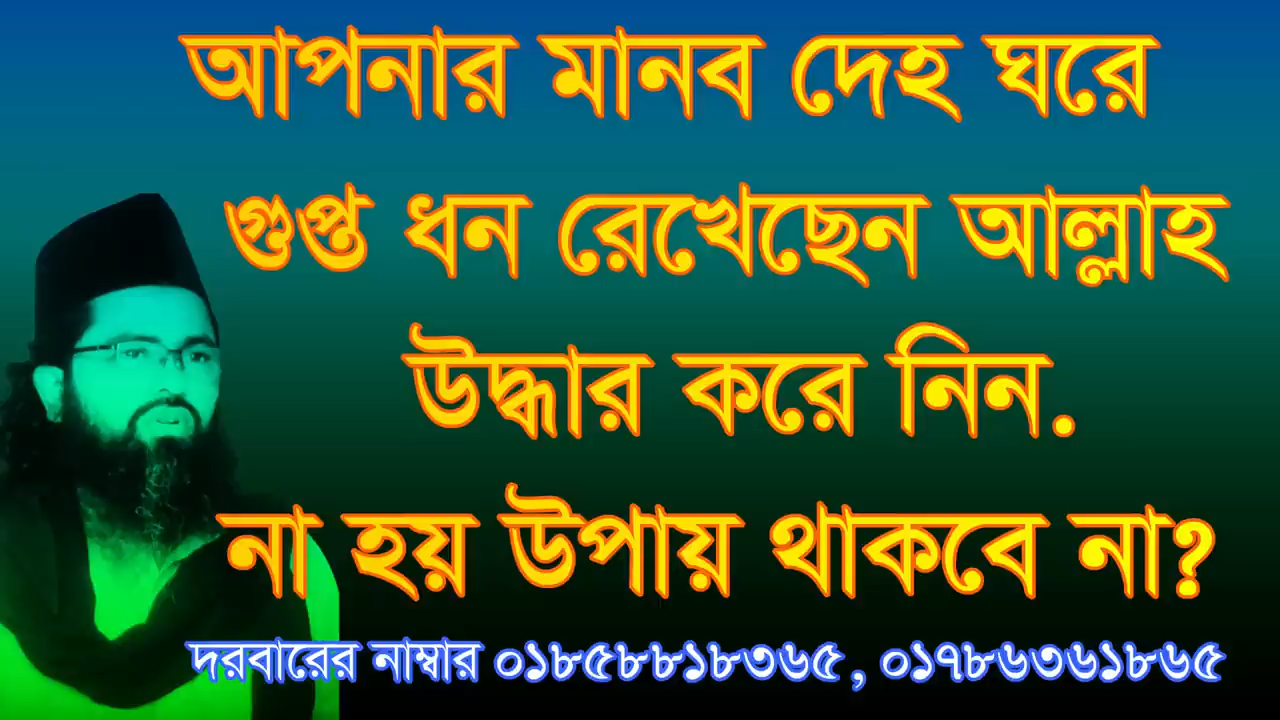 আপনার মানব দেহ ঘরে
গুপ্ত ধন রেখেছেন আল্লাহ
উদ্ধার করে নিন.
না হয় উপায় থাকবে না?
দরবারের নাম্বার ০১৮৫৮৮১৮৩৬৫, ০১৭৮৬৩৬১৮৬৫